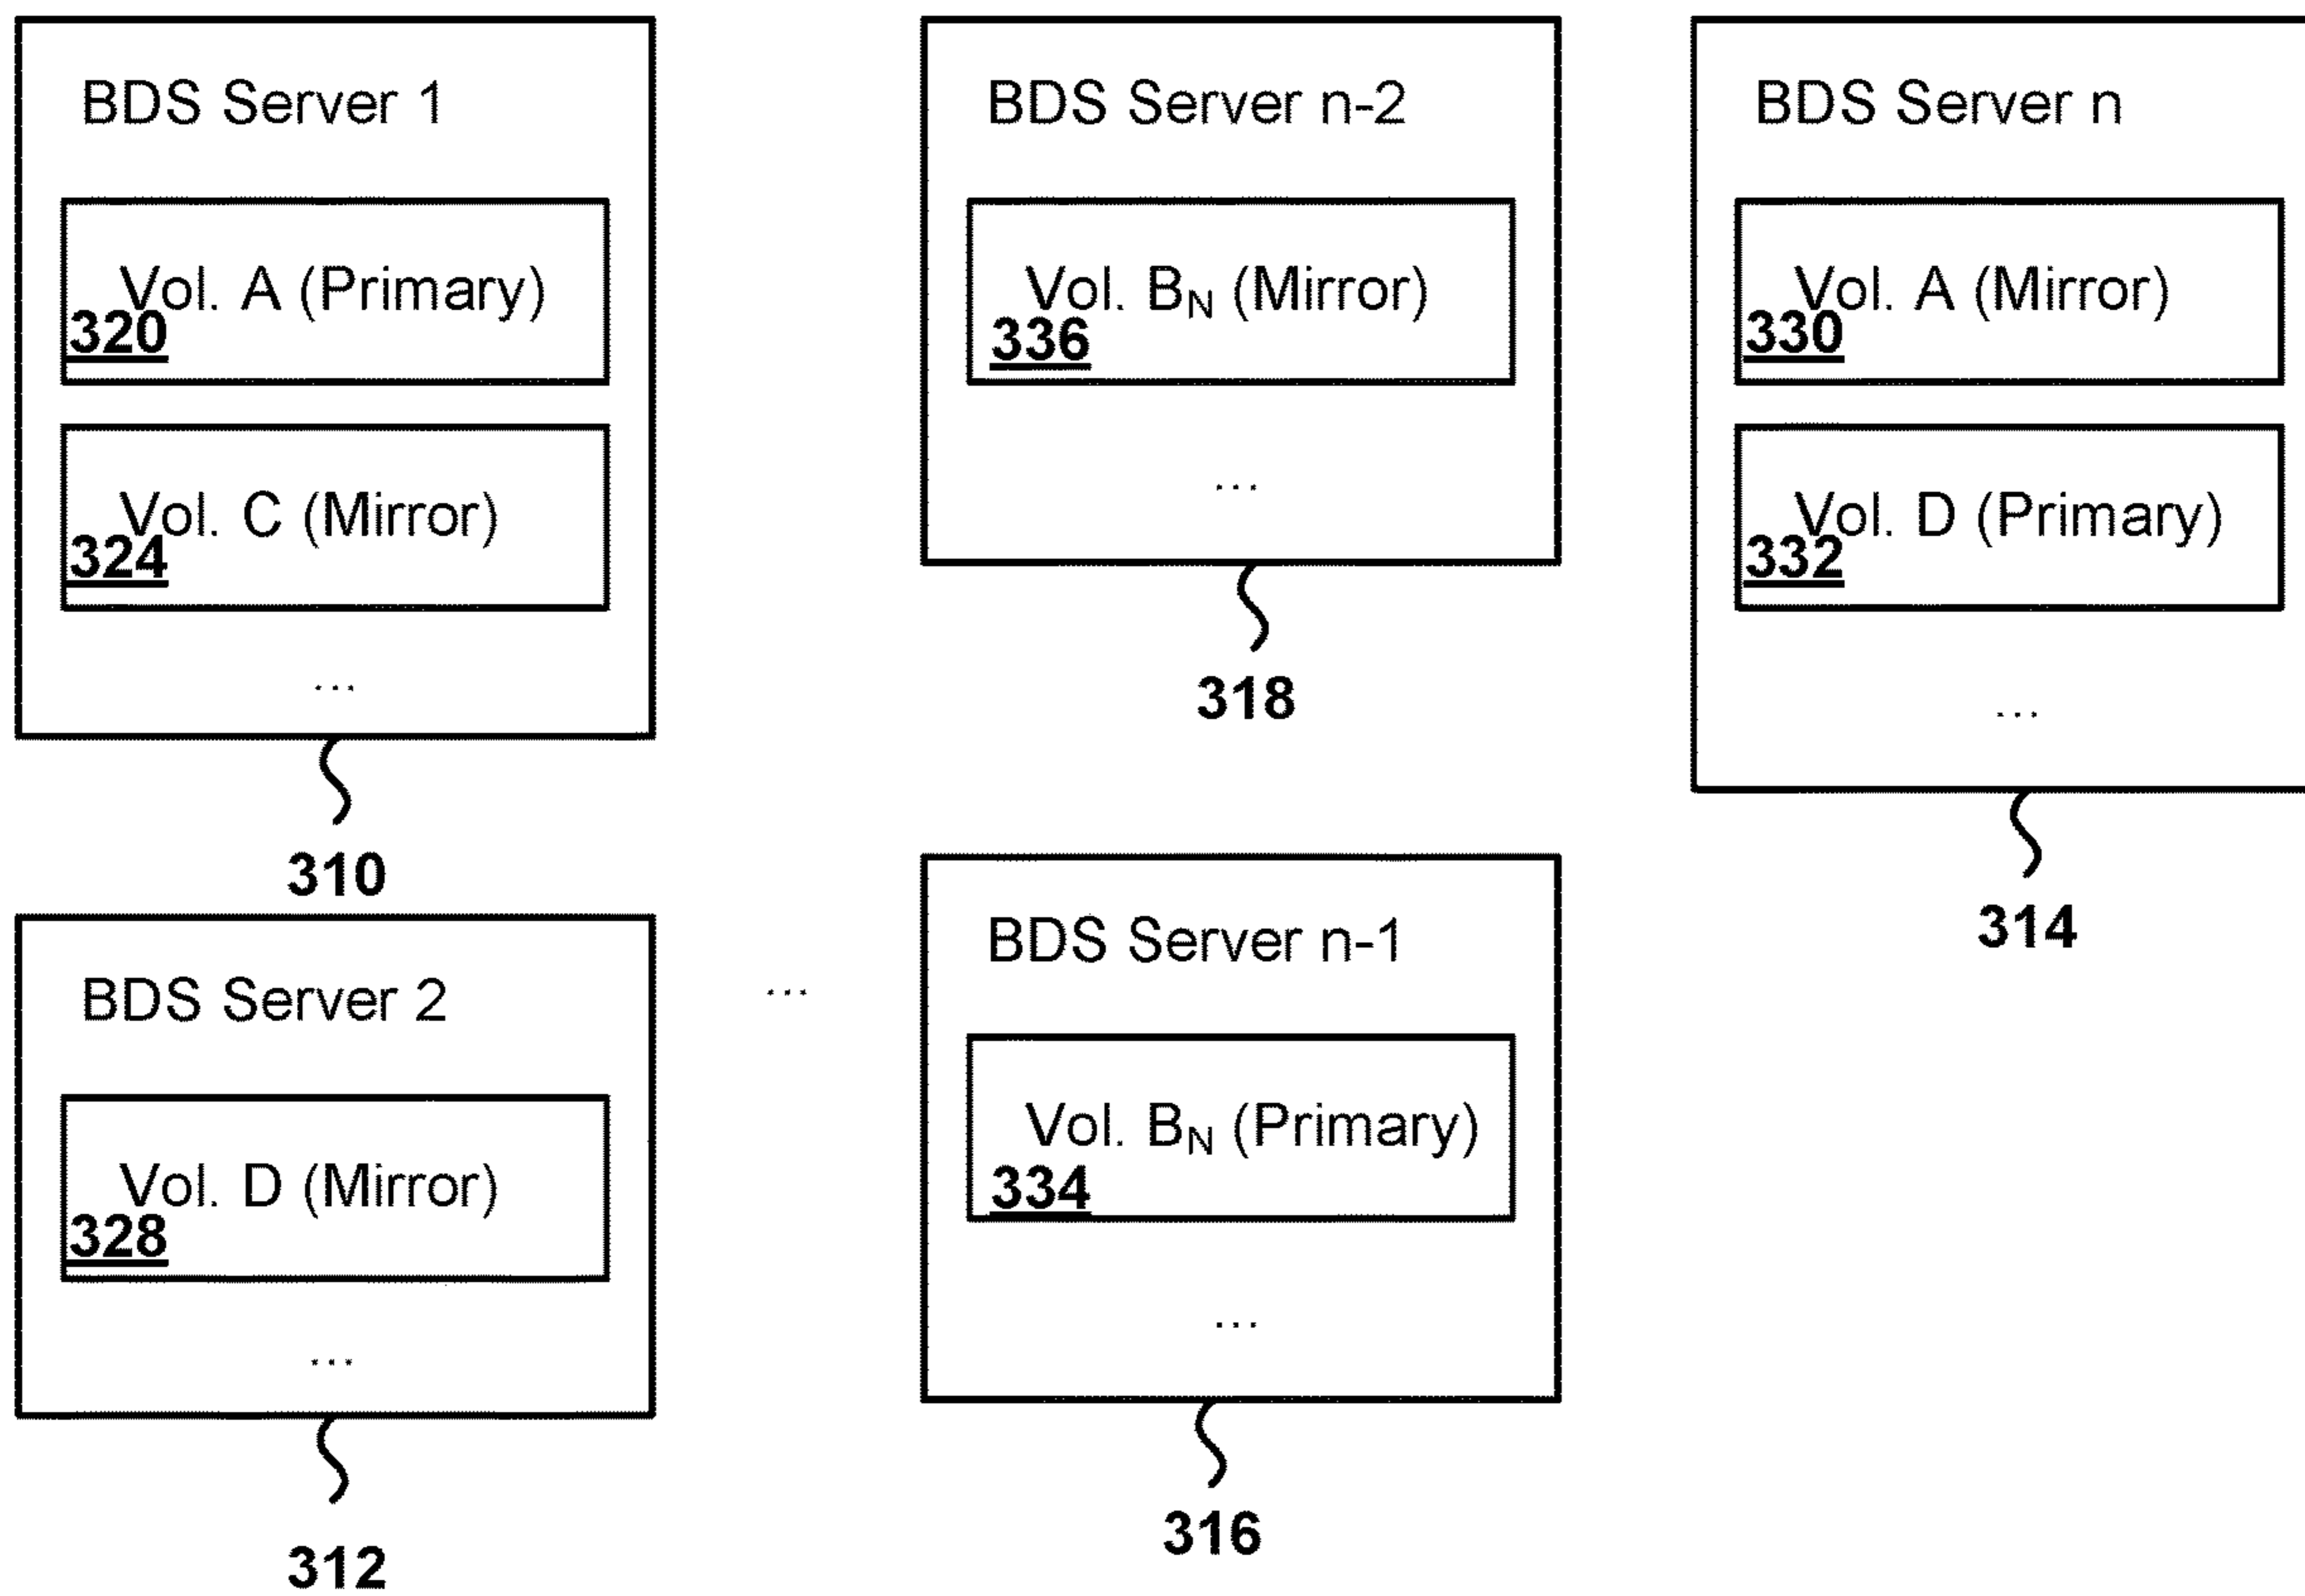 BDS Server 1
Vol. A (Primary)
320
Vol. C (Mirror)
324
...
310
BDS Server 2
Vol. D (Mirror)
328
...
312
...
BDS Server n-2
Vol. B_N (Mirror)
336
...
318
BDS Server n-1
Vol. B_N (Primary)
334
...
316
BDS Server n
Vol. A (Mirror)
330
Vol. D (Primary)
332
...
314